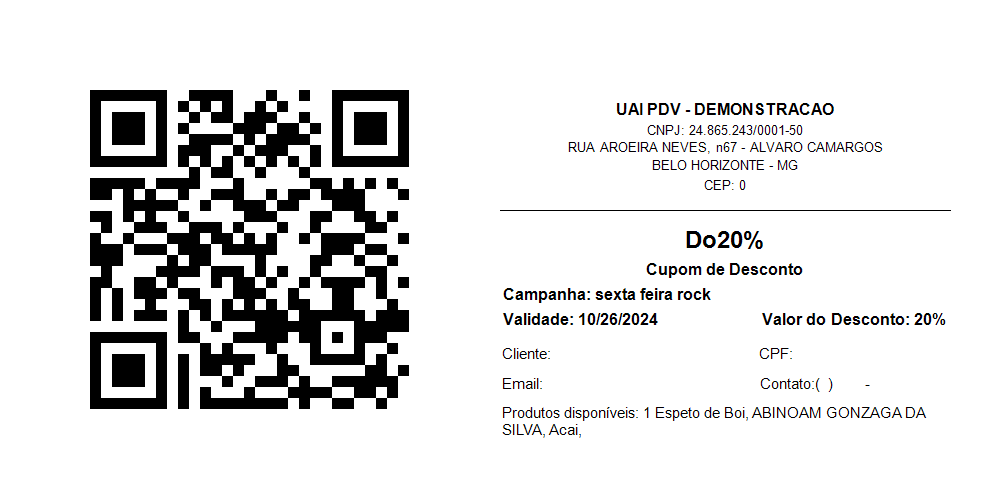 UAI PDV - DEMONSTRACAO
CNPJ: 24.865.243/0001-50
RUA AROEIRA NEVES, n67 - ALVARO CAMARGOS
BELO HORIZONTE - MG
CEP: 0
Do20%
Cupom de Desconto
Campanha: sexta feira rock
Validade: 10/26/2024 Valor do Desconto: 20%
Cliente: CPF:
Email: Contato:( ) -
Produtos disponíveis: 1 Espeto de Boi, ABINOAM GONZAGA DA
SILVA, Acai,